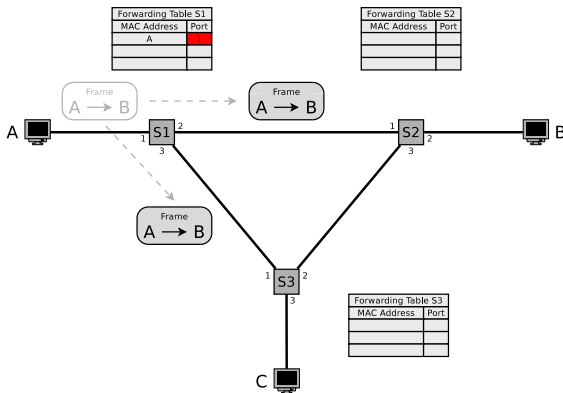 Forwarding Table S1
MAC Address Port
A 1
Forwarding Table S2
MAC Address Port
Frame
A B
Frame
A B
A
1
S1
2
3
1
S2
2
3
B
Frame
A B
1
S3
2
3
Forwarding Table S3
MAC Address Port
C